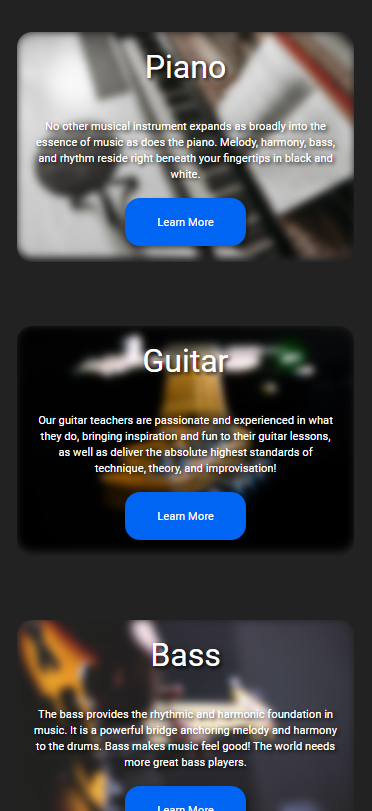 Piano
No other musical instrument expands as broadly into the
essence of music as does the piano. Melody, harmony, bass,
and rhythm reside right beneath your fingertips in black and
white.
Learn More
Guitar
Our guitar teachers are passionate and experienced in what
they do, bringing inspiration and fun to their guitar lessons,
as well as deliver the absolute highest standards of
technique, theory, and improvisation!
Learn More
Bass
The bass provides the rhythmic and harmonic foundation in
music. It is a powerful bridge anchoring melody and harmony
to the drums. Bass makes music feel good! The world needs
more great bass players.
Learn More